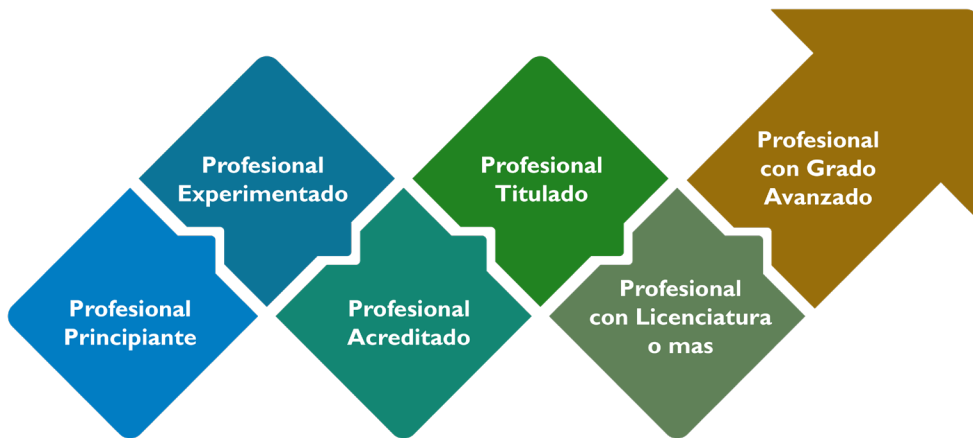 Profesional
Principiante
Profesional
Experimentado
Profesional
Acreditado
Profesional
Titulado
Profesional
con Licenciatura
o mas
Profesional
con Grado
Avanzado